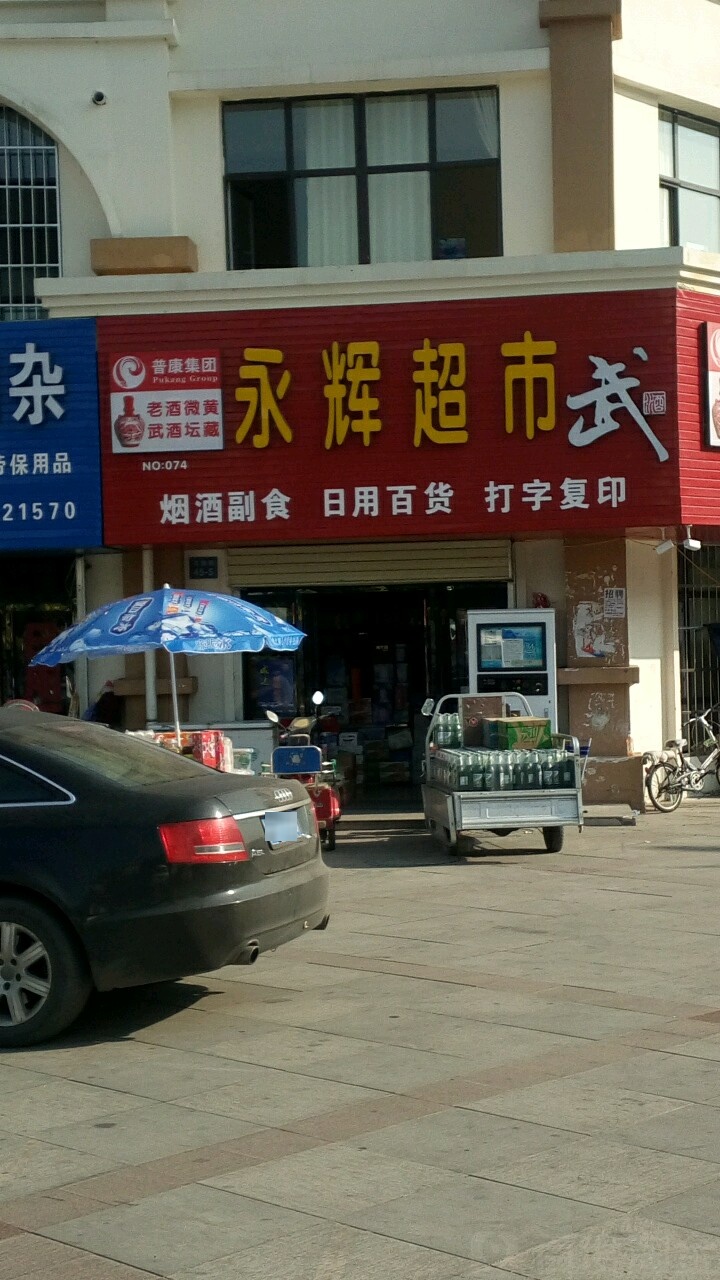 杂
劳保用品
21570
普康集团
Pukang Group
老酒微黄
武酒坛藏
NO:074
永辉超市
武
酒
烟酒副食 日用百货 打字复印
招聘